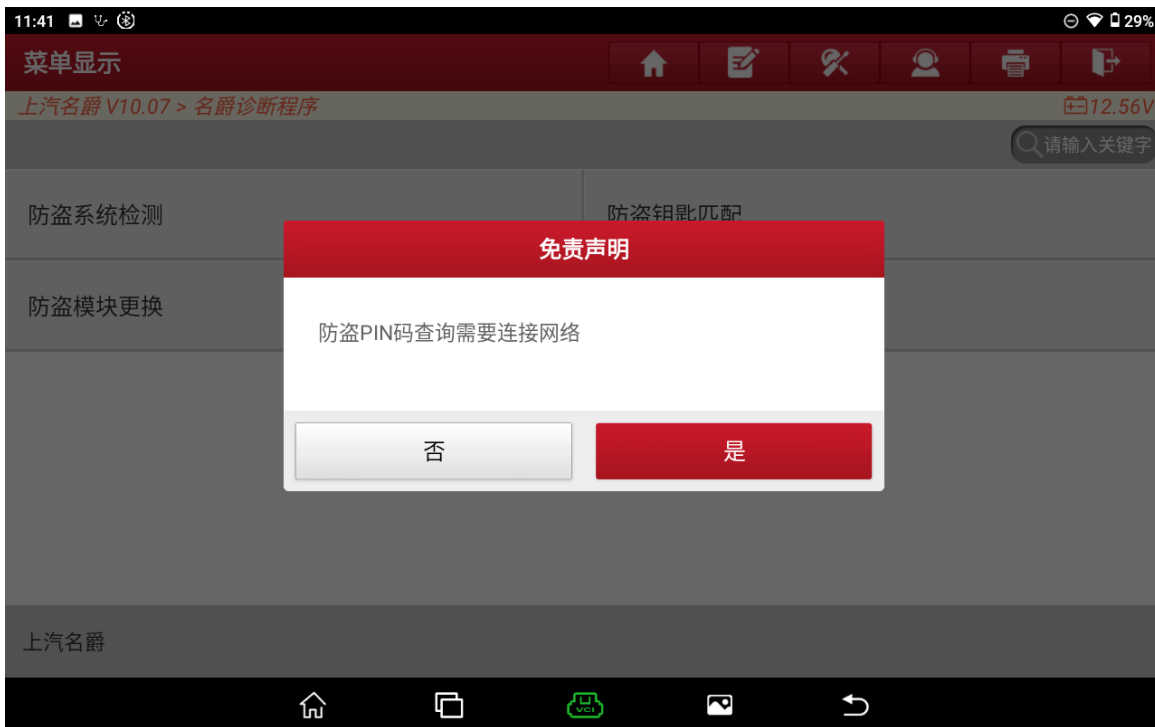 11:41
29%
菜单显示
上汽名爵 V10.07 > 名爵诊断程序
12.56V
请输入关键字
防盗系统检测
防盗钥匙匹配
免责声明
防盗模块更换
防盗PIN码查询需要连接网络
否
是
上汽名爵
VCI